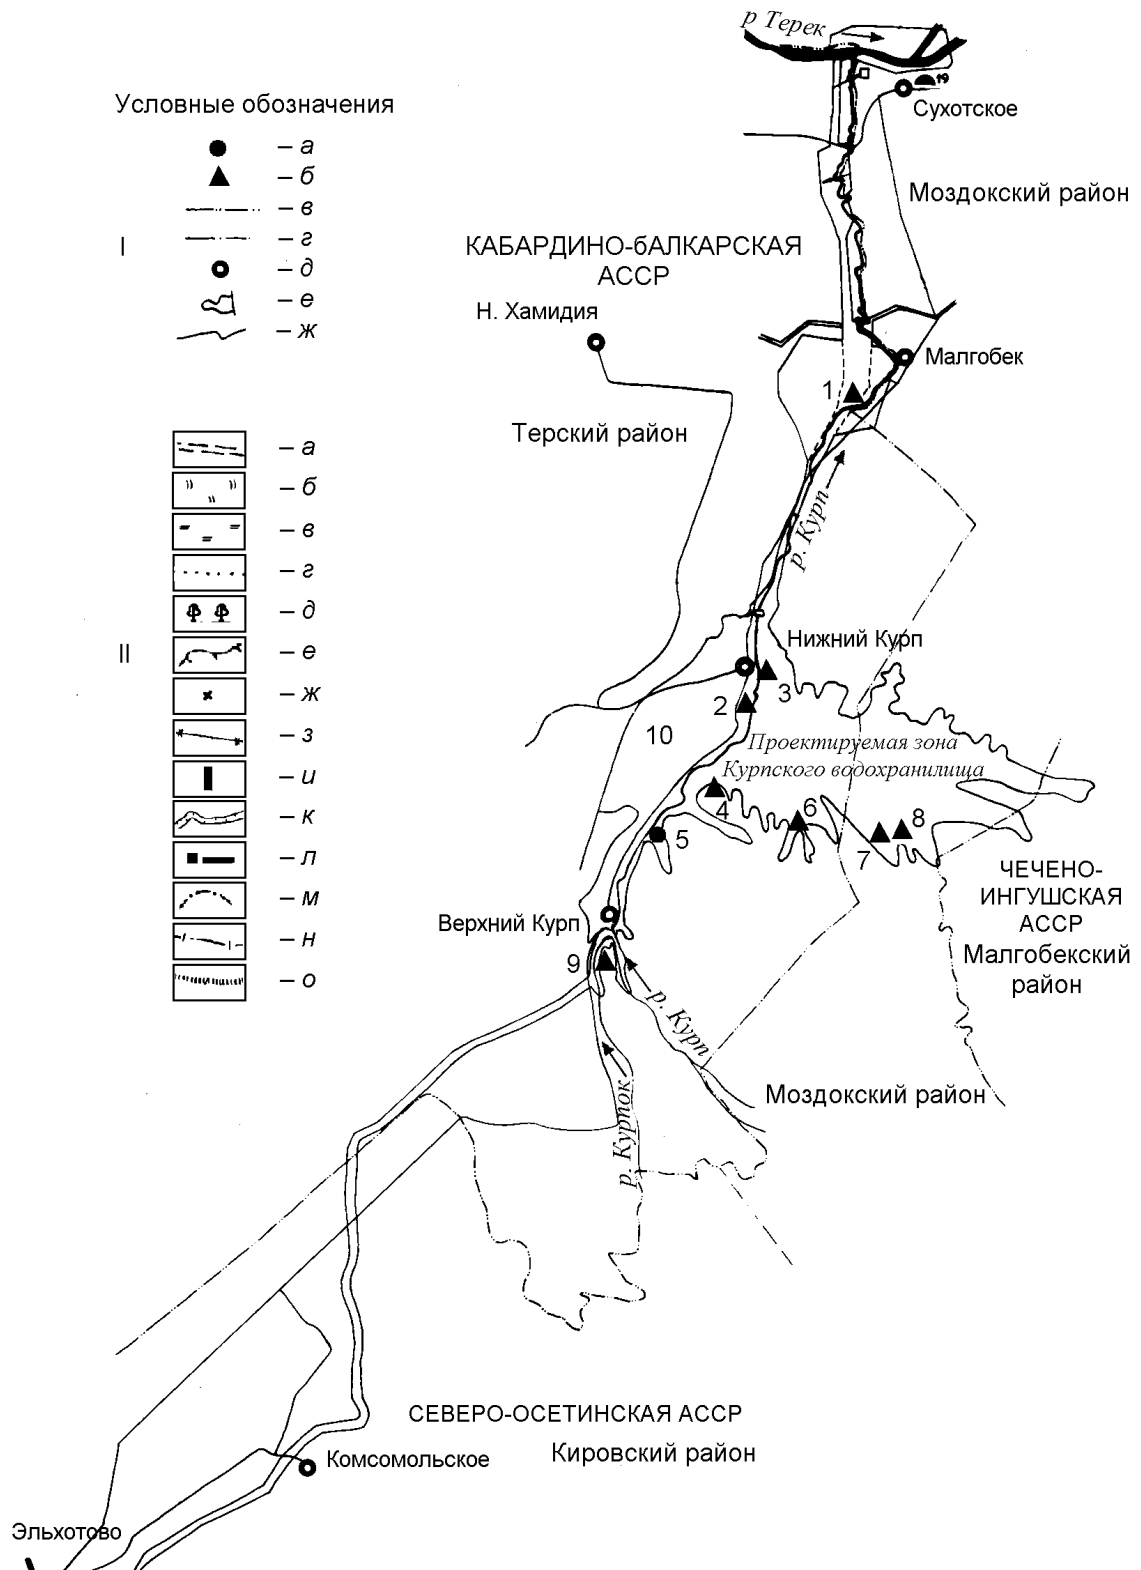 р Терек
19
Сухотское
Условные обозначения
– а
– б
– в
– г
I
– д
– е
– ж
Моздокский район
КАБАРДИНО-бАЛКАРСКАЯ
АССР
Н. Хамидия
Малгобек
1
Терский район
р. Курп
II
– а
– б
– в
– г
– д
– е
– ж
– з
– и
– к
– л
– м
– н
– о
Нижний Курп
3
2
10
Проектируемая зона
Курпского водохранилища
4
6
8
5
7
ЧЕЧЕНО-
ИНГУШСКАЯ
АССР
Малгобекский
район
Верхний Курп
9
р. Курп
Моздокский район
р. Курпок
СЕВЕРО-ОСЕТИНСКАЯ АССР
Кировский район
Комсомольское
Эльхотово